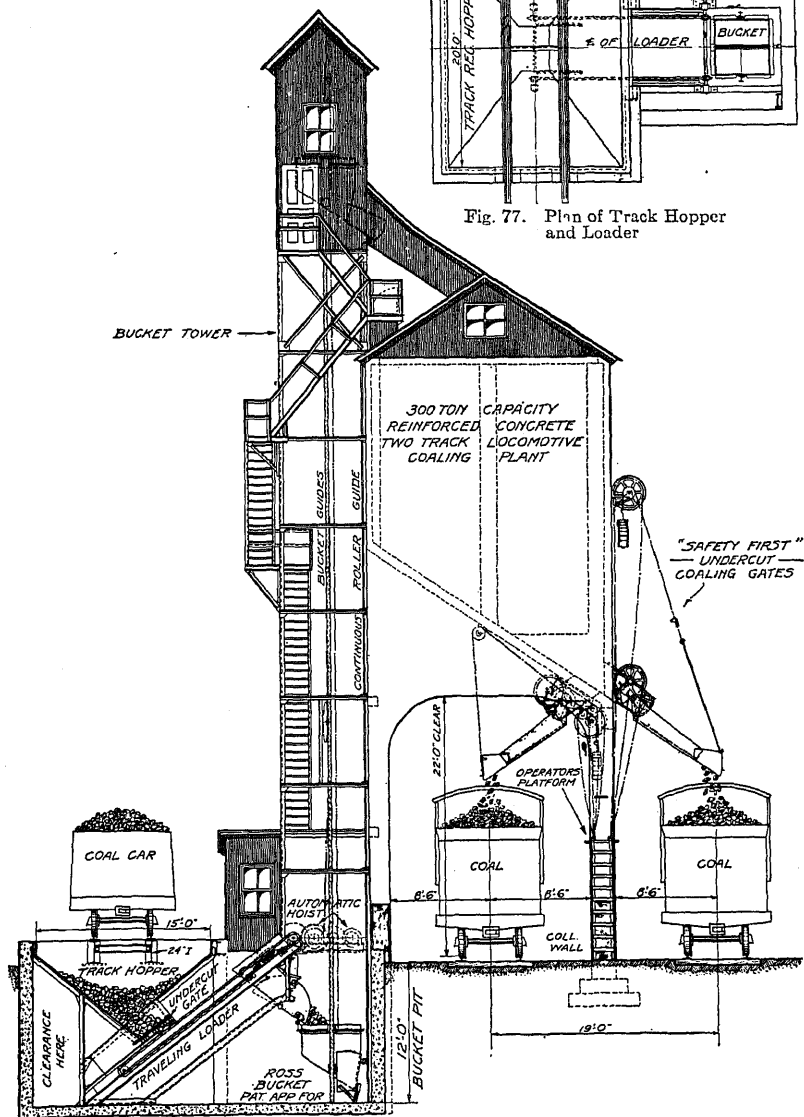 20'0"
TRACK REC. HOPP
℄ OF LOADER
BUCKET
Fig. 77. Plan of Track Hopper
and Loader
BUCKET TOWER
300 TON CAPACITY
REINFORCED CONCRETE
TWO TRACK LOCOMOTIVE
COALING PLANT
BUCKET GUIDES
CONTINUOUS ROLLER GUIDE
"SAFETY FIRST"
UNDERCUT
COALING GATES
22'0" CLEAR
OPERATORS
PLATFORM
COAL CAR
COAL
COAL
15'0"
AUTOMATIC
HOIST
8'6"
8'6"
8'6"
COLL.
WALL
24" I
TRACK HOPPER
UNDERCUT
GATE
TRAVELING LOADER
CLEARANCE
HERE
ROSS
BUCKET
PAT. APP. FOR
12'0"
BUCKET PIT
19'0"